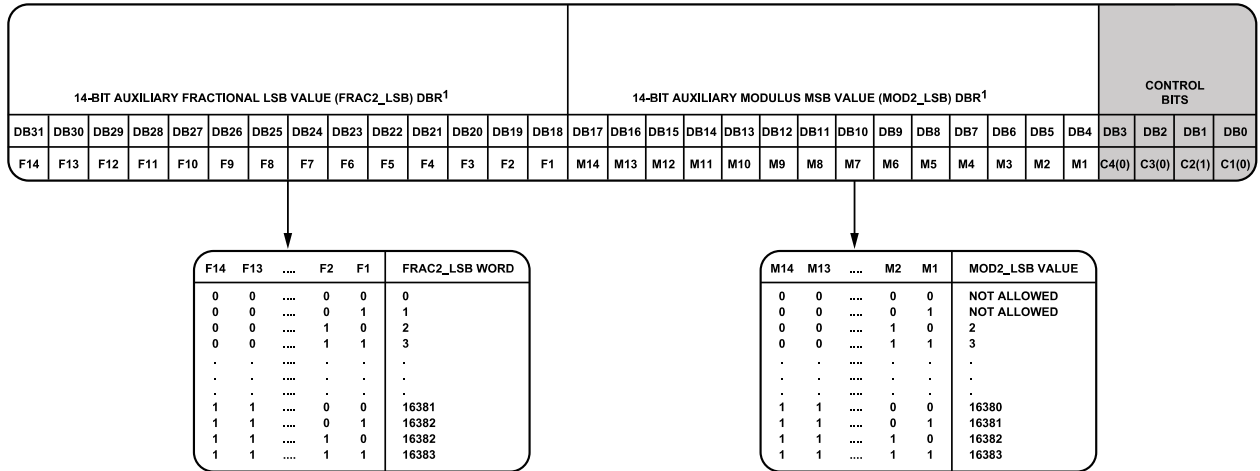 14-BIT AUXILIARY FRACTIONAL LSB VALUE (FRAC2_LSB) DBR1 14-BIT AUXILIARY MODULUS MSB VALUE (MOD2_LSB) DBR1 CONTROL BITS
DB31 DB30 DB29 DB28 DB27 DB26 DB25 DB24 DB23 DB22 DB21 DB20 DB19 DB18 DB17 DB16 DB15 DB14 DB13 DB12 DB11 DB10 DB9 DB8 DB7 DB6 DB5 DB4 DB3 DB2 DB1 DB0
F14 F13 F12 F11 F10 F9 F8 F7 F6 F5 F4 F3 F2 F1 M14 M13 M12 M11 M10 M9 M8 M7 M6 M5 M4 M3 M2 M1 C4(0) C3(0) C2(1) C1(0)
F14 F13 .... F2 F1 FRAC2_LSB WORD
0 0 .... 0 0 0
0 0 .... 0 1 1
0 0 .... 1 0 2
0 0 .... 1 1 3
. . .... . . .
. . .... . . .
. . .... . . .
1 1 .... 0 0 16381
1 1 .... 0 1 16382
1 1 .... 1 0 16382
1 1 .... 1 1 16383
M14 M13 .... M2 M1 MOD2_LSB VALUE
0 0 .... 0 0 NOT ALLOWED
0 0 .... 0 1 NOT ALLOWED
0 0 .... 1 0 2
0 0 .... 1 1 3
. . .... . . .
. . .... . . .
. . .... . . .
1 1 .... 0 0 16380
1 1 .... 0 1 16381
1 1 .... 1 0 16382
1 1 .... 1 1 16383